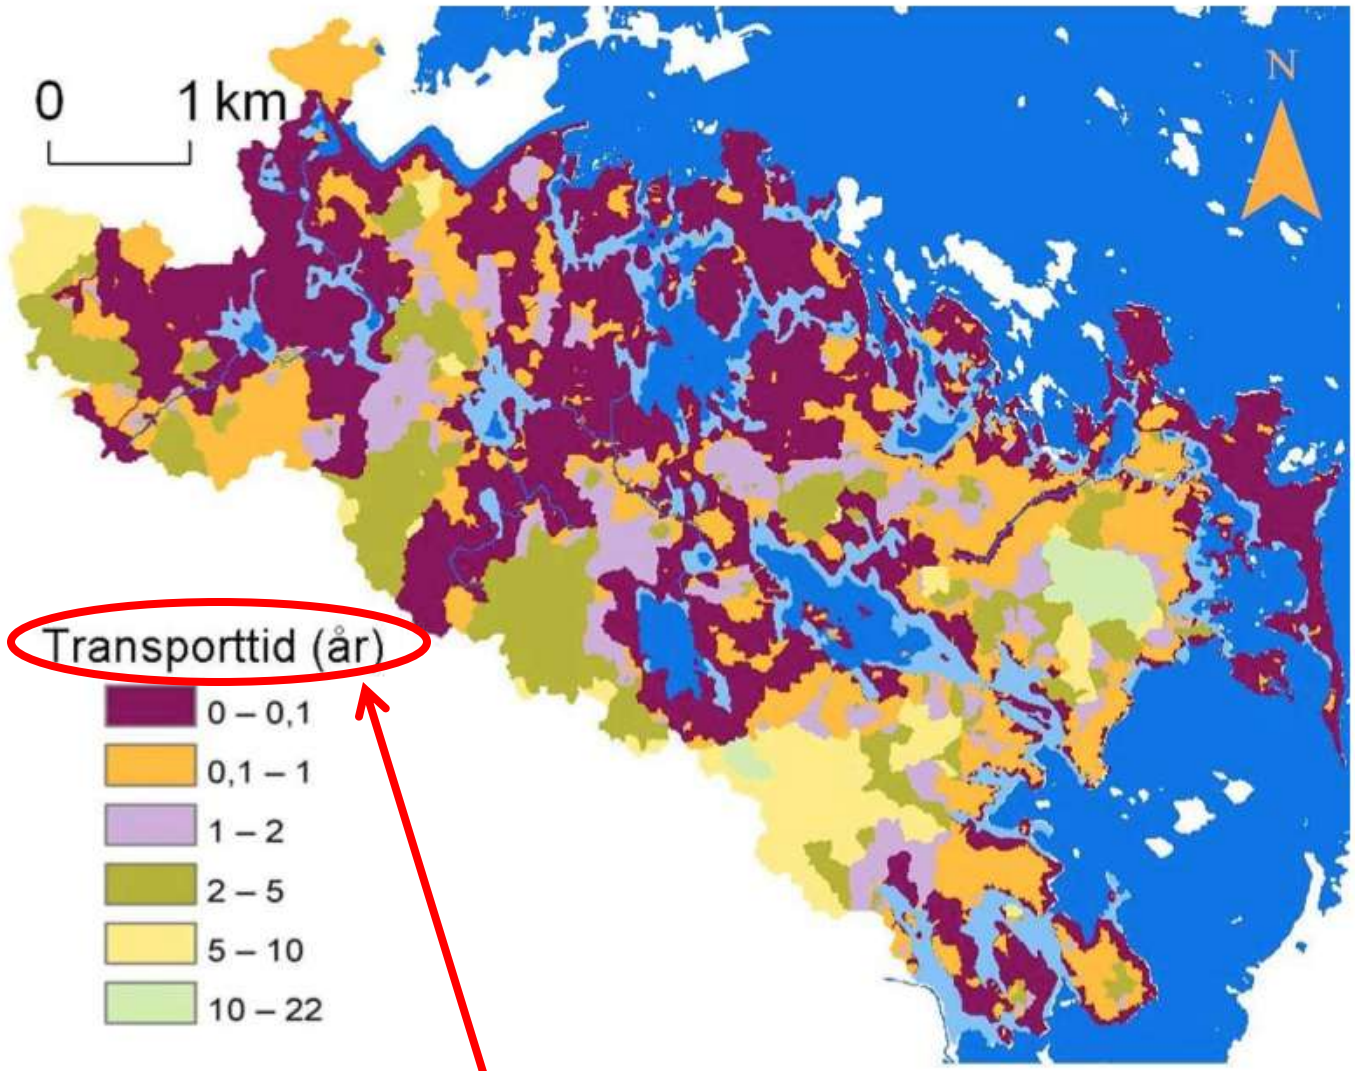 N
0 1 km
Transporttid (år)
0 – 0,1
0,1 – 1
1 – 2
2 – 5
5 – 10
10 – 22